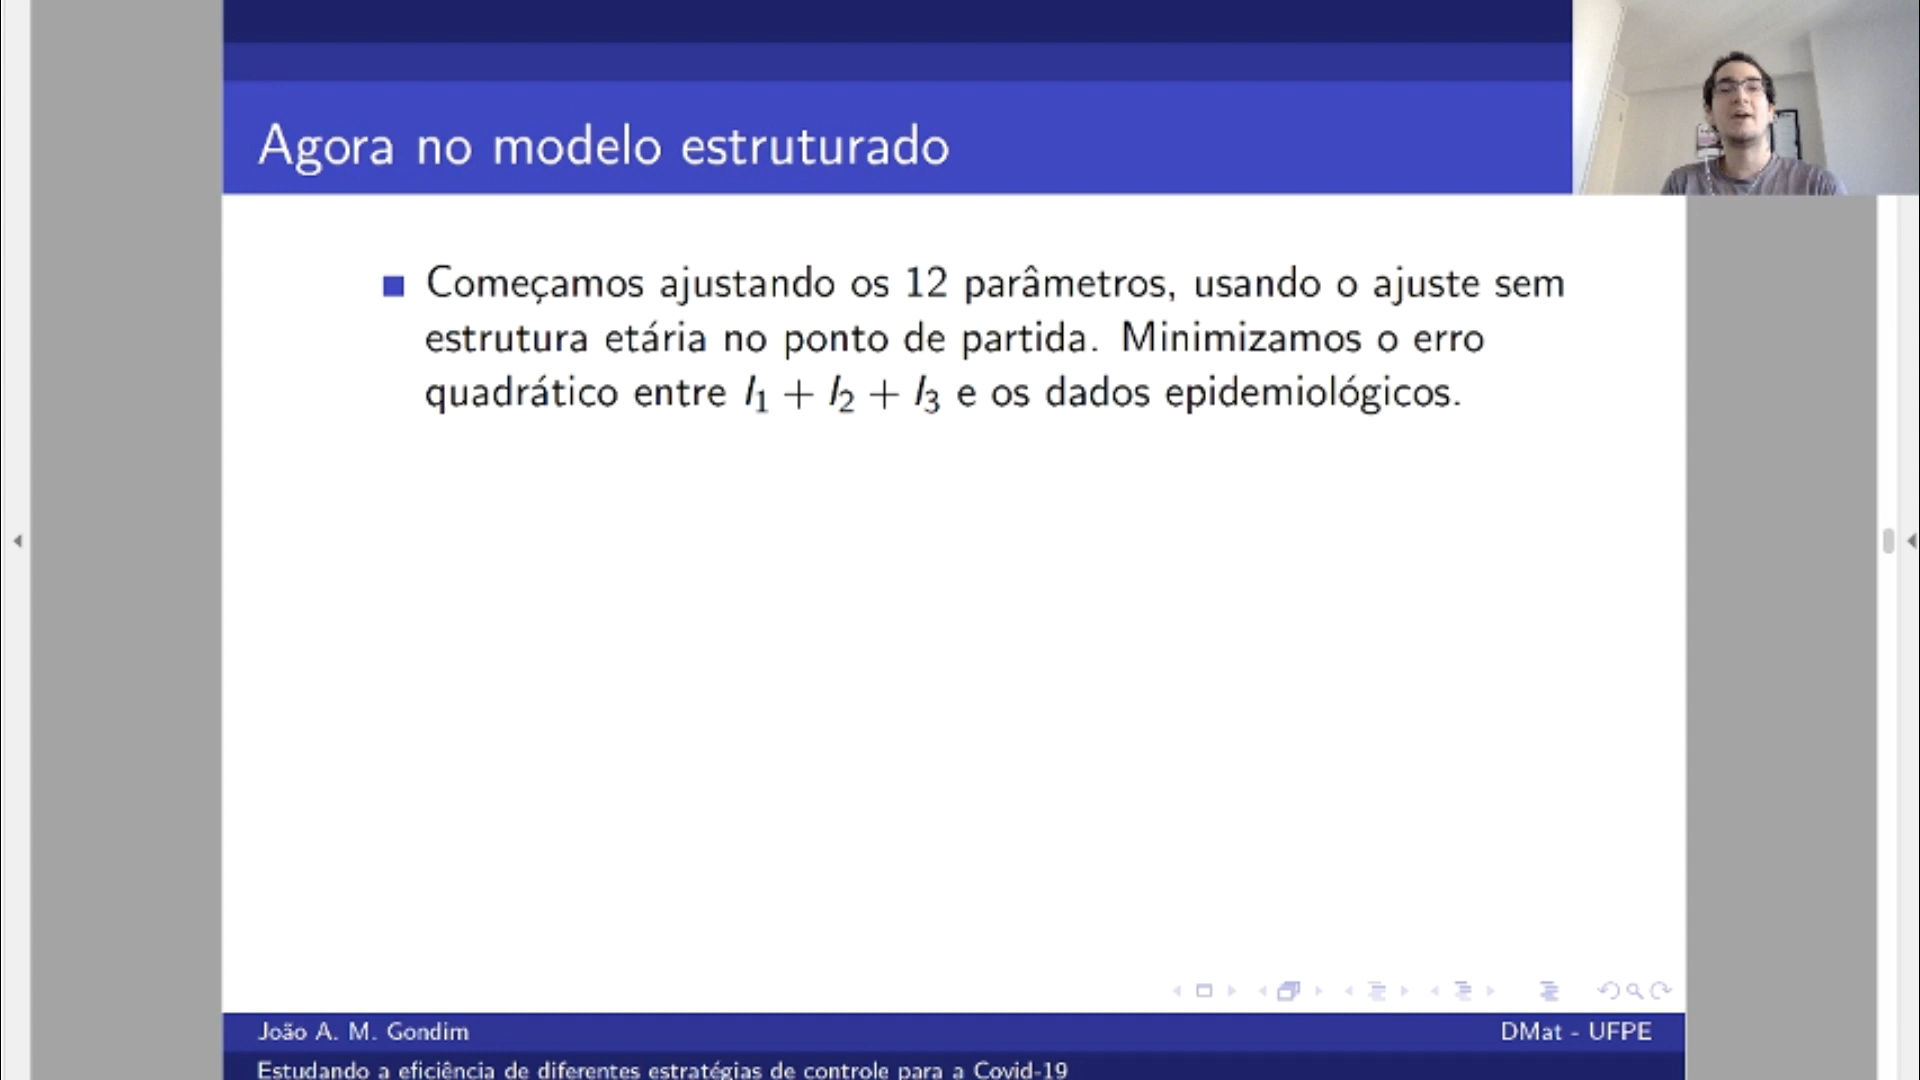 Agora no modelo estruturado
Começamos ajustando os 12 parâmetros, usando o ajuste sem
estrutura etária no ponto de partida. Minimizamos o erro
quadrático entre I₁ + I₂ + I₃ e os dados epidemiológicos.
João A. M. Gondim
DMat - UFPE
Estudando a eficiência de diferentes estratégias de controle para a Covid-19